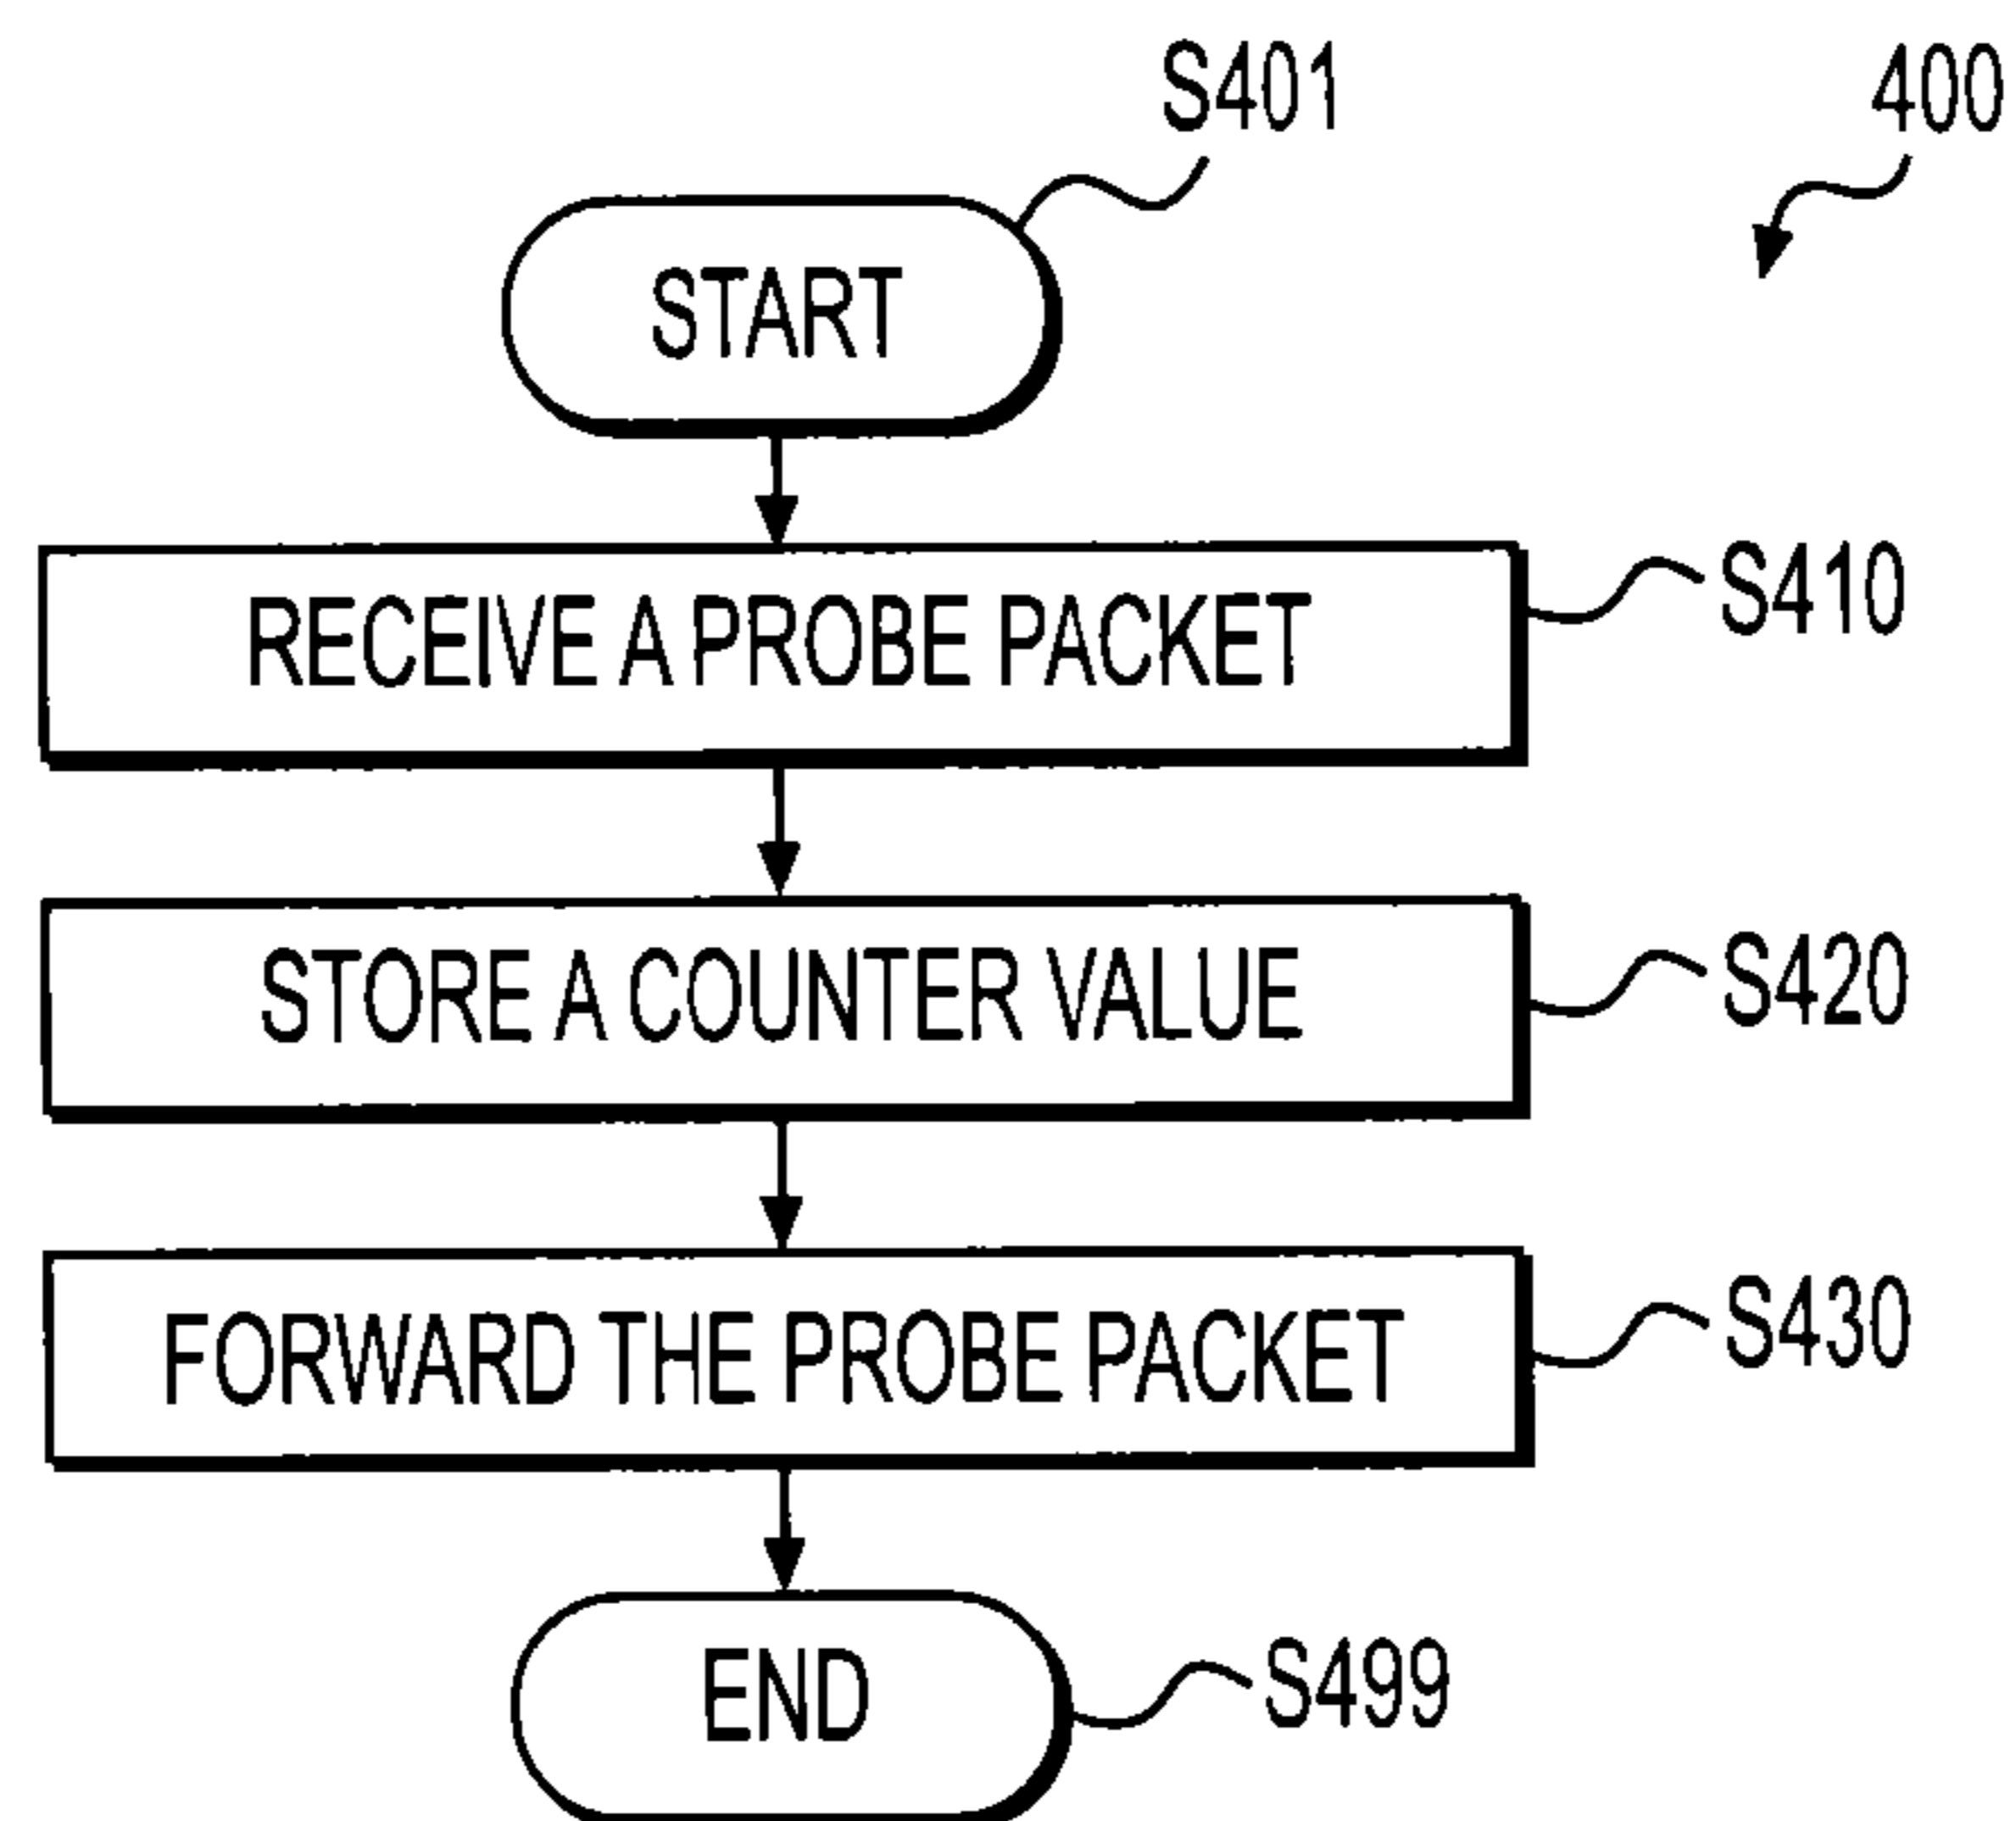 S401
400
START
RECEIVE A PROBE PACKET
S410
STORE A COUNTER VALUE
S420
FORWARD THE PROBE PACKET
S430
END
S499